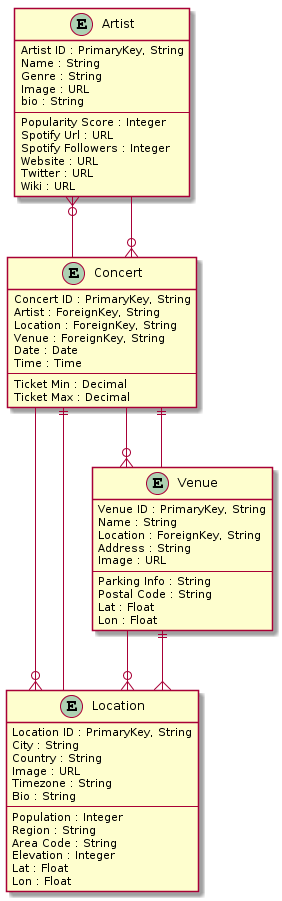 E Artist
Artist ID : PrimaryKey, String
Name : String
Genre : String
Image : URL
bio : String
Popularity Score : Integer
Spotify Url : URL
Spotify Followers : Integer
Website : URL
Twitter : URL
Wiki : URL
E Concert
Concert ID : PrimaryKey, String
Artist : ForeignKey, String
Location : ForeignKey, String
Venue : ForeignKey, String
Date : Date
Time : Time
Ticket Min : Decimal
Ticket Max : Decimal
E Venue
Venue ID : PrimaryKey, String
Name : String
Location : ForeignKey, String
Address : String
Image : URL
Parking Info : String
Postal Code : String
Lat : Float
Lon : Float
E Location
Location ID : PrimaryKey, String
City : String
Country : String
Image : URL
Timezone : String
Bio : String
Population : Integer
Region : String
Area Code : String
Elevation : Integer
Lat : Float
Lon : Float